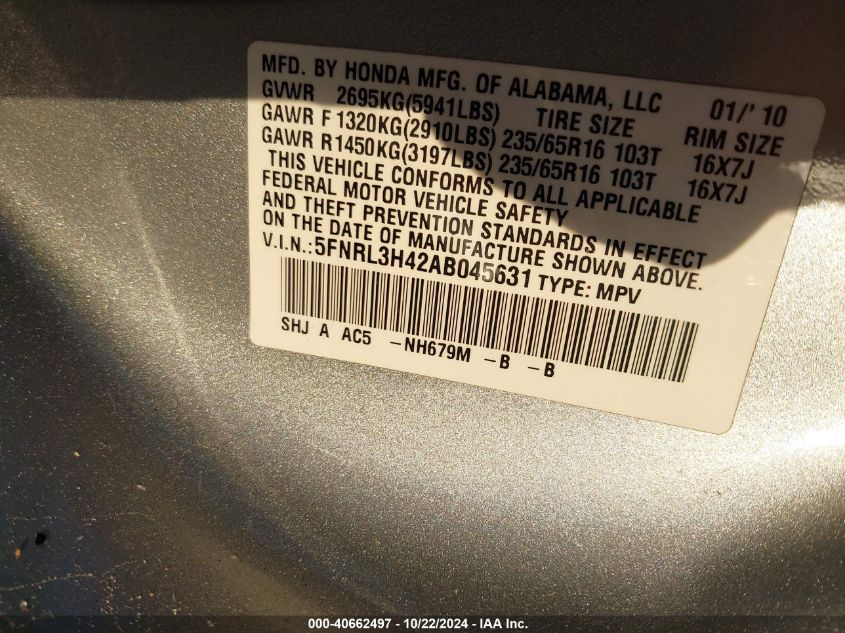 MFD. BY HONDA MFG. OF ALABAMA, LLC 01/' 10
GVWR 2695KG(5941LBS) TIRE SIZE RIM SIZE
GAWR F 1320KG(2910LBS) 235/65R16 103T 16X7J
GAWR R1450KG(3197LBS) 235/65R16 103T 16X7J
THIS VEHICLE CONFORMS TO ALL APPLICABLE
FEDERAL MOTOR VEHICLE SAFETY
AND THEFT PREVENTION STANDARDS IN EFFECT
ON THE DATE OF MANUFACTURE SHOWN ABOVE.
V.I.N.:5FNRL3H42AB045631 TYPE: MPV
SHJ A AC5 -NH679M -B -B
000-40662497 - 10/22/2024 - IAA Inc.